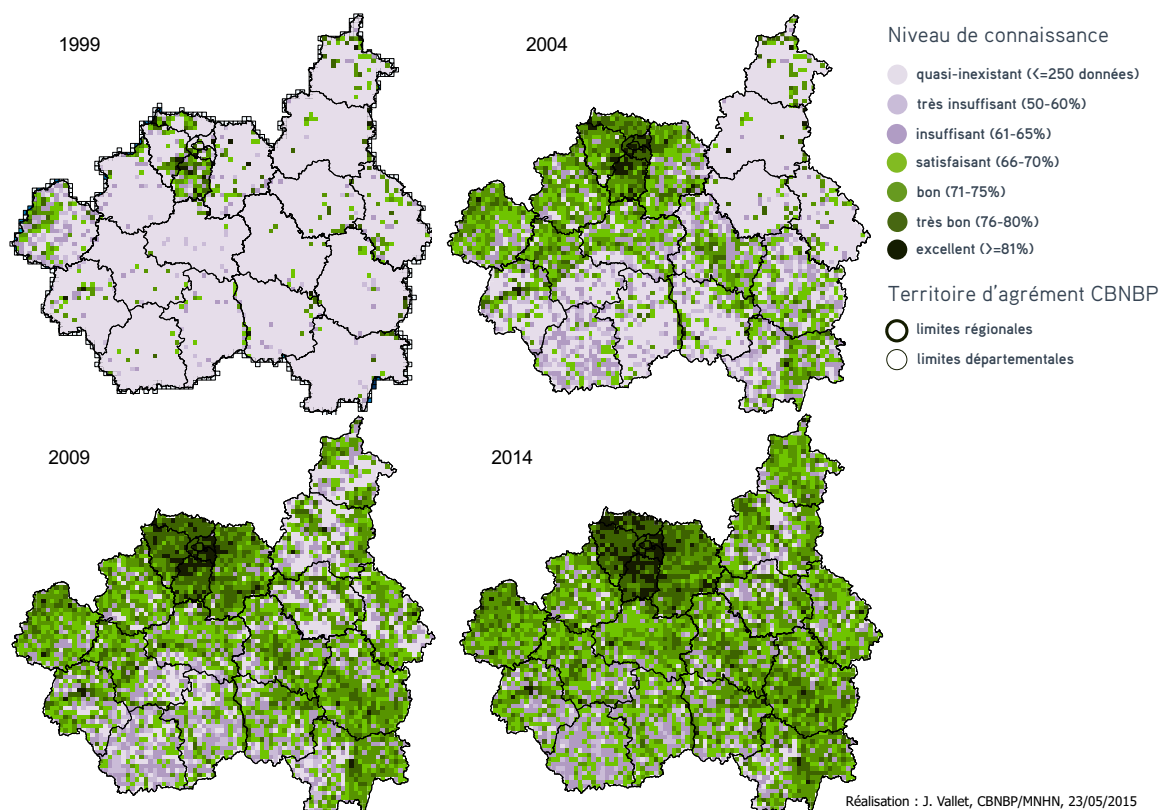 1999
2004
Niveau de connaissance
quasi-inexistant (<=250 données)
très insuffisant (50-60%)
insuffisant (61-65%)
satisfaisant (66-70%)
bon (71-75%)
très bon (76-80%)
excellent (>=81%)
Territoire d'agrément CBNBP
limites régionales
limites départementales
2009
2014
Réalisation : J. Vallet, CBNBP/MNHN, 23/05/2015